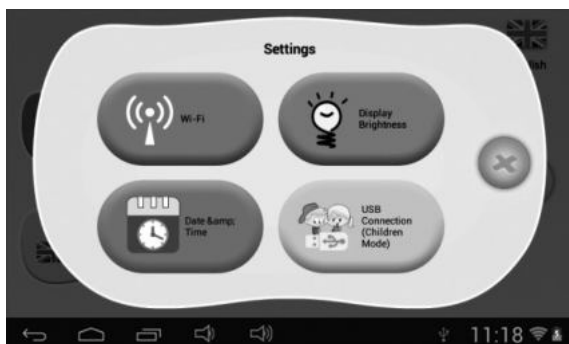 Settings
Wi-Fi
Display
Brightness
Date &amp;
Time
USB
Connection
(Children
Mode)
11:18